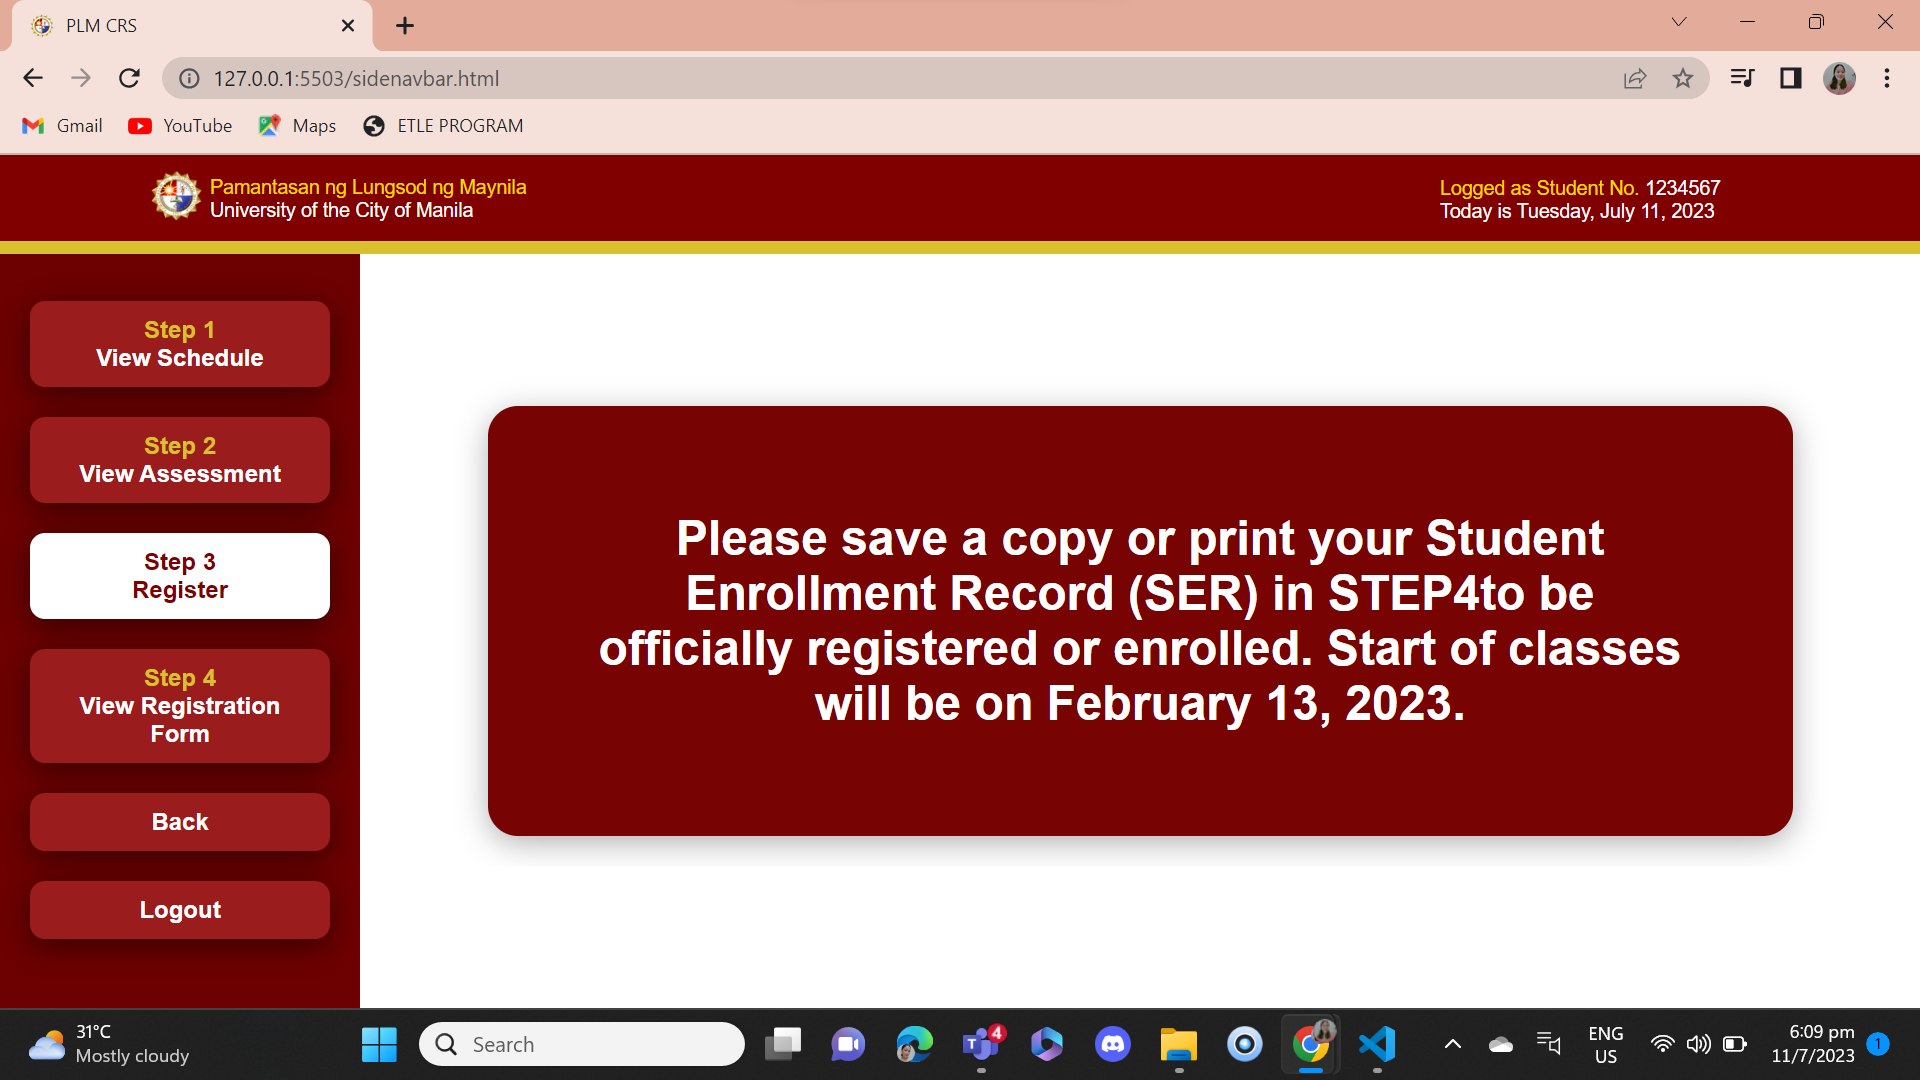 PLM CRS
127.0.0.1:5503/sidenavbar.html
Gmail
YouTube
Maps
ETLE PROGRAM
Pamantasan ng Lungsod ng Maynila
University of the City of Manila
Logged as Student No. 1234567
Today is Tuesday, July 11, 2023
Step 1
View Schedule
Step 2
View Assessment
Step 3
Register
Step 4
View Registration
Form
Back
Logout
Please save a copy or print your Student
Enrollment Record (SER) in STEP4to be
officially registered or enrolled. Start of classes
will be on February 13, 2023.
31°C
Mostly cloudy
Search
4
ENG
US
6:09 pm
11/7/2023
1